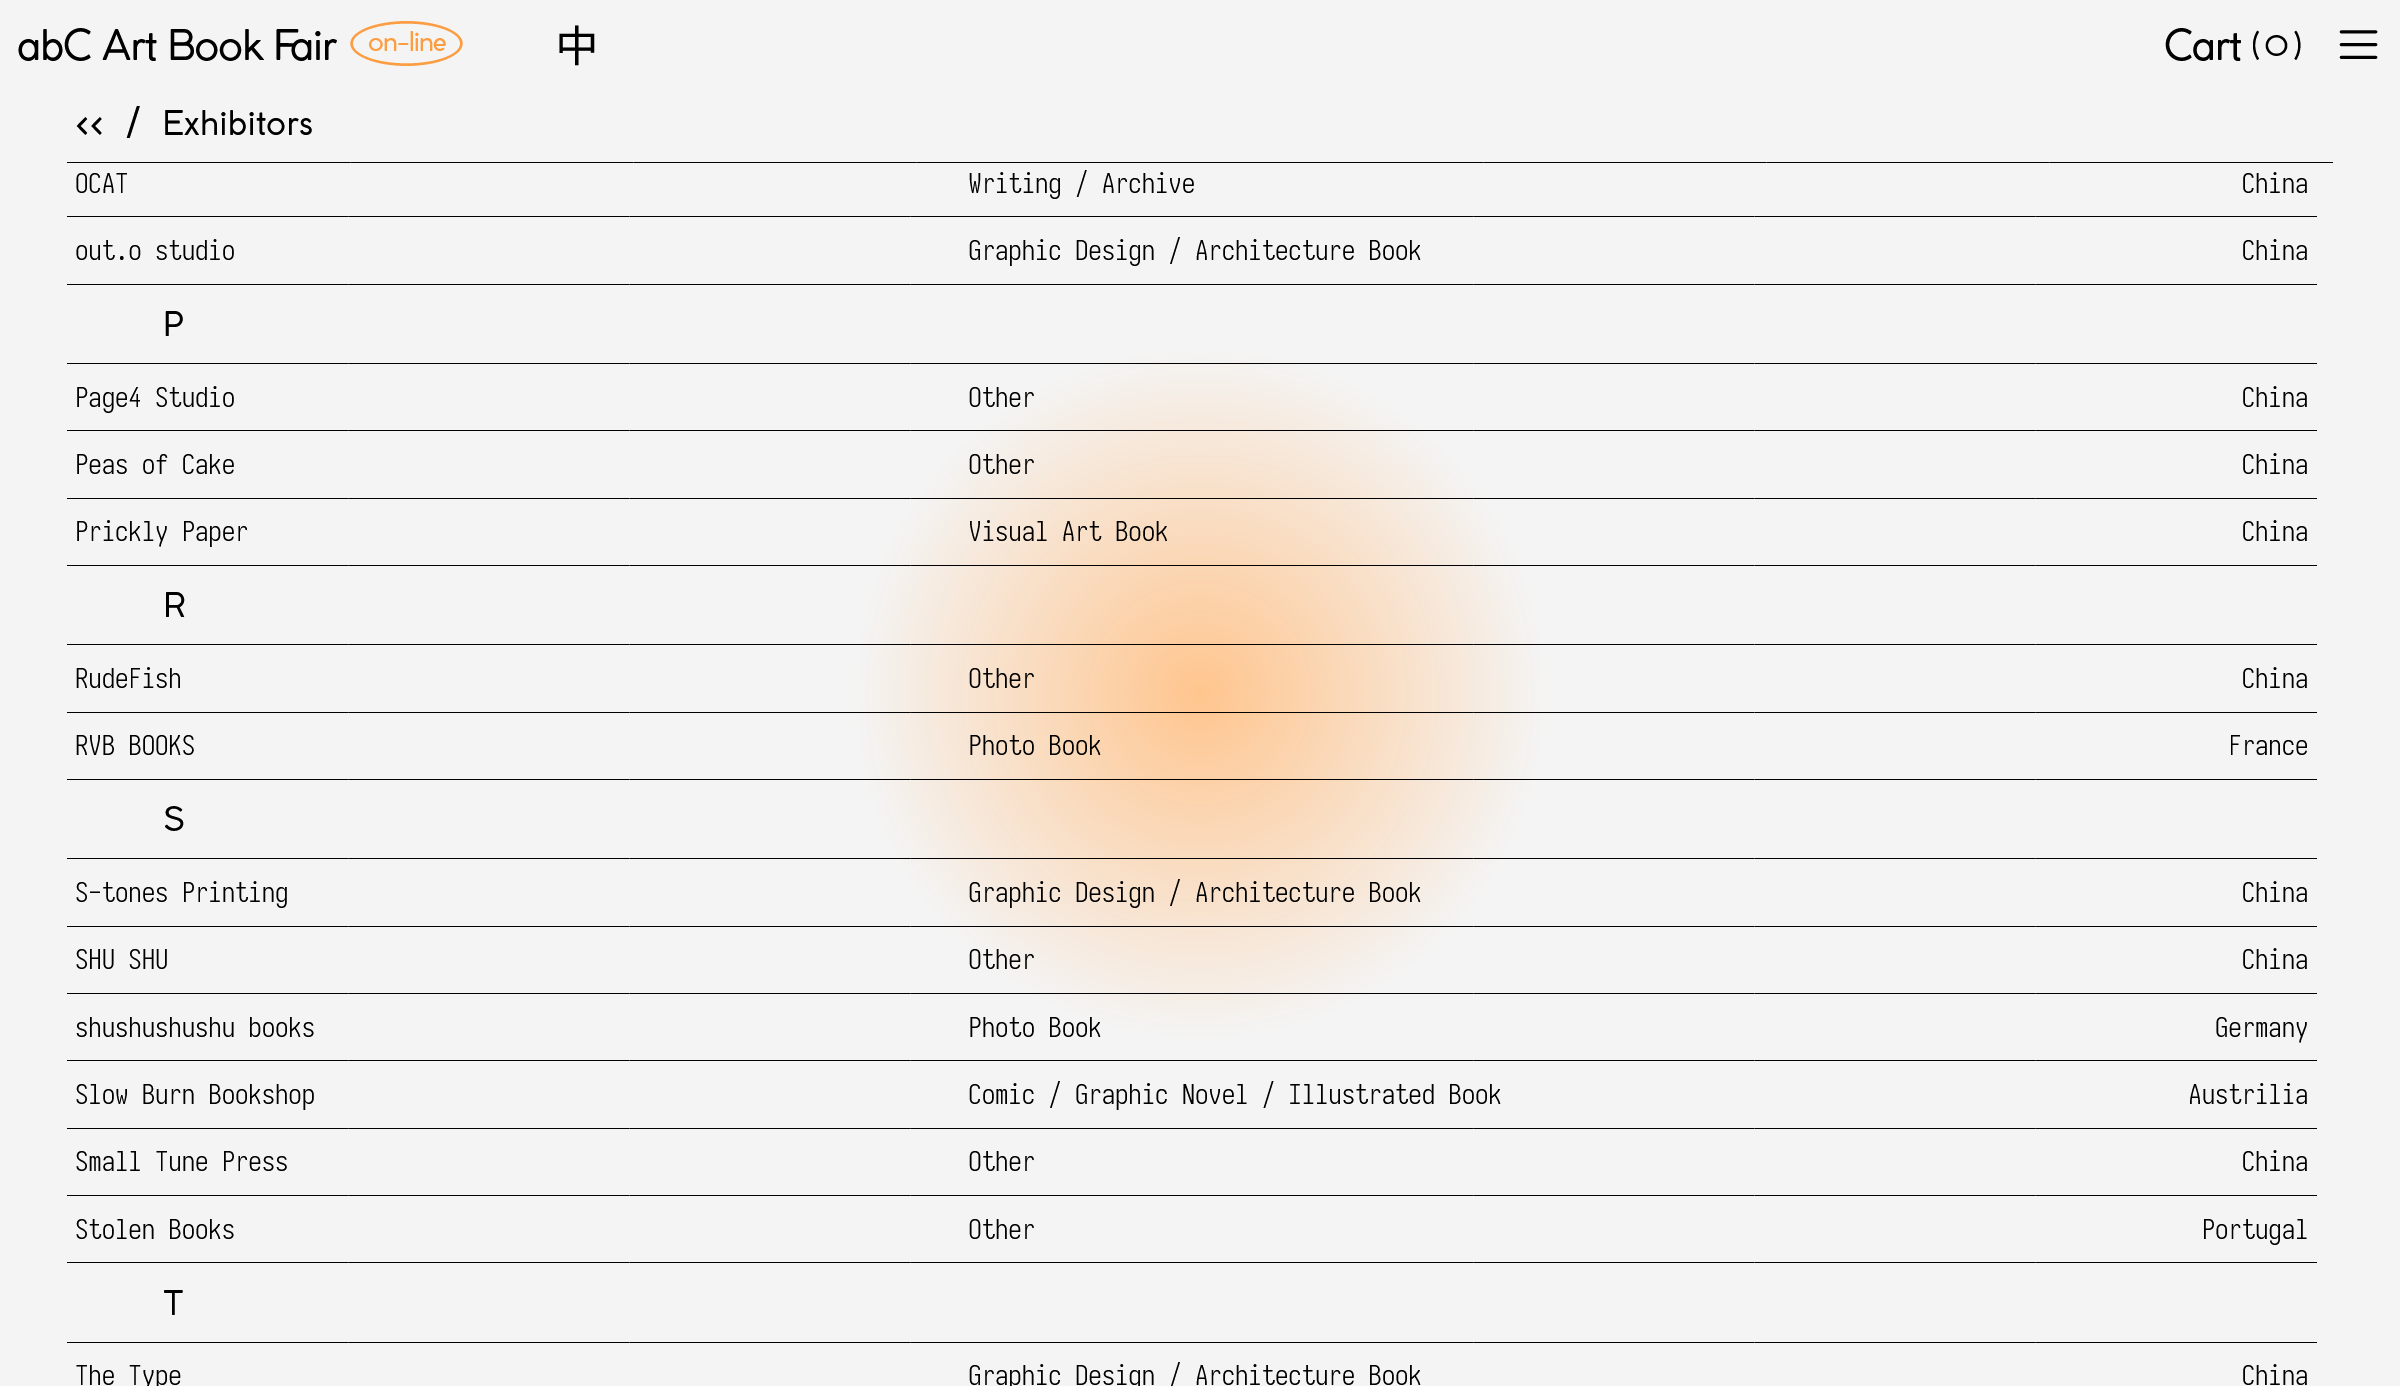 abC Art Book Fair on-line 中 Cart (0)
<< / Exhibitors
OCAT Writing / Archive China
out.o studio Graphic Design / Architecture Book China
P
Page4 Studio Other China
Peas of Cake Other China
Prickly Paper Visual Art Book China
R
RudeFish Other China
RVB BOOKS Photo Book France
S
S-tones Printing Graphic Design / Architecture Book China
SHU SHU Other China
shushushushu books Photo Book Germany
Slow Burn Bookshop Comic / Graphic Novel / Illustrated Book Austrilia
Small Tune Press Other China
Stolen Books Other Portugal
T
The Type Graphic Design / Architecture Book China